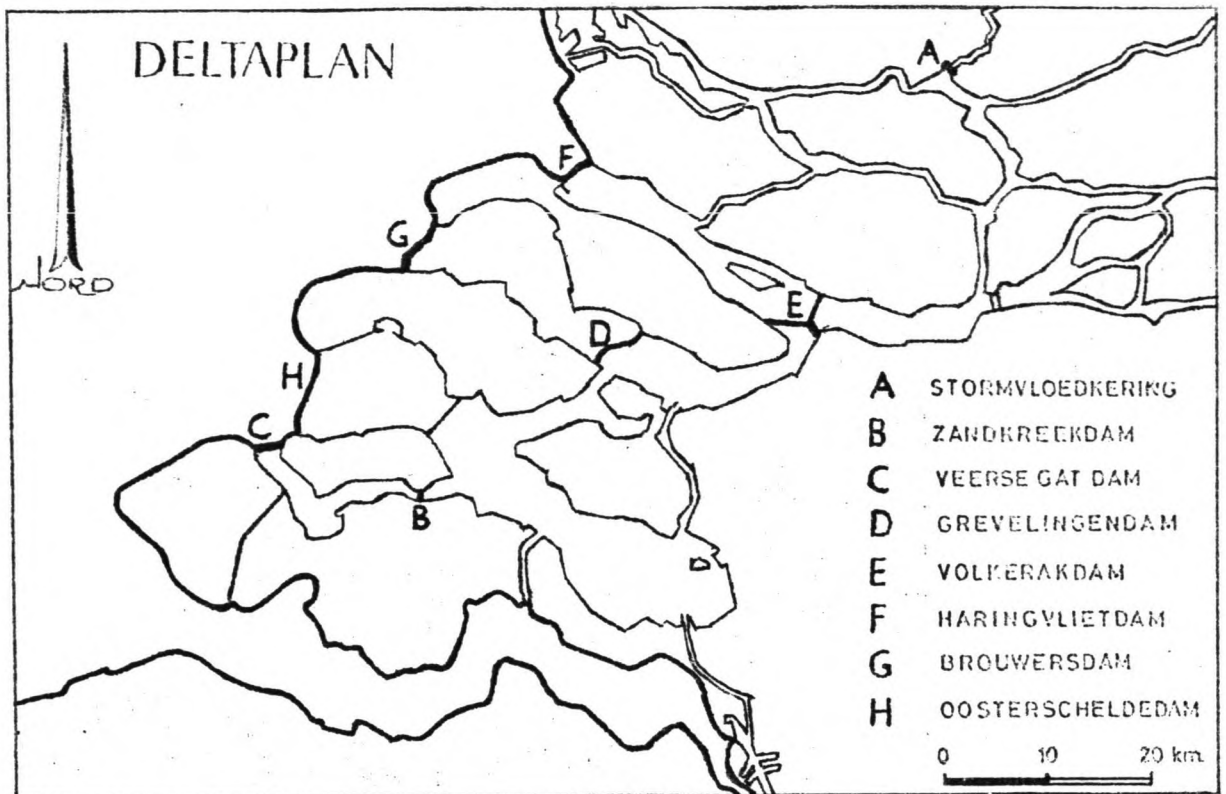 DELTAPLAN
NORD
A
F
G
E
D
H
C
B
A STORMVLOEDKERING
B ZANDKREEKDAM
C VEERSE GAT DAM
D GREVELINGENDAM
E VOLKERAKDAM
F HARINGVLIETDAM
G BROUWERSDAM
H OOSTERSCHELDEDAM
0 10 20 km